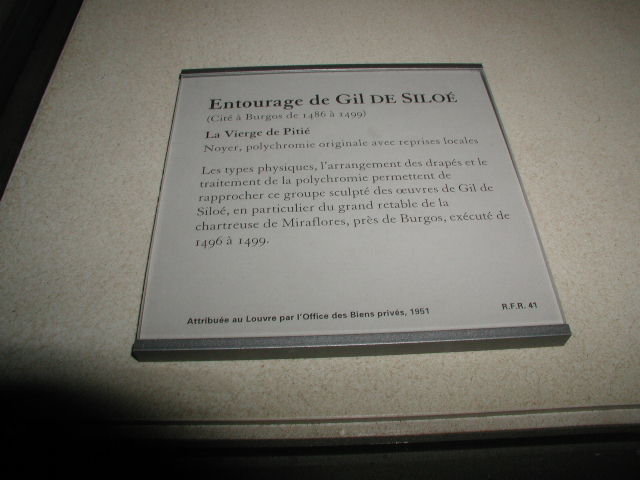 Entourage de Gil DE SILOÉ
(Cité à Burgos de 1486 à 1499)
La Vierge de Pitié
Noyer, polychromie originale avec reprises locales
Les types physiques, l'arrangement des drapés et le
traitement de la polychromie permettent de
rapprocher ce groupe sculpté des œuvres de Gil de
Siloé, en particulier du grand retable de la
chartreuse de Miraflores, près de Burgos, exécuté de
1496 à 1499.
Attribuée au Louvre par l'Office des Biens privés, 1951
R.F.R. 41